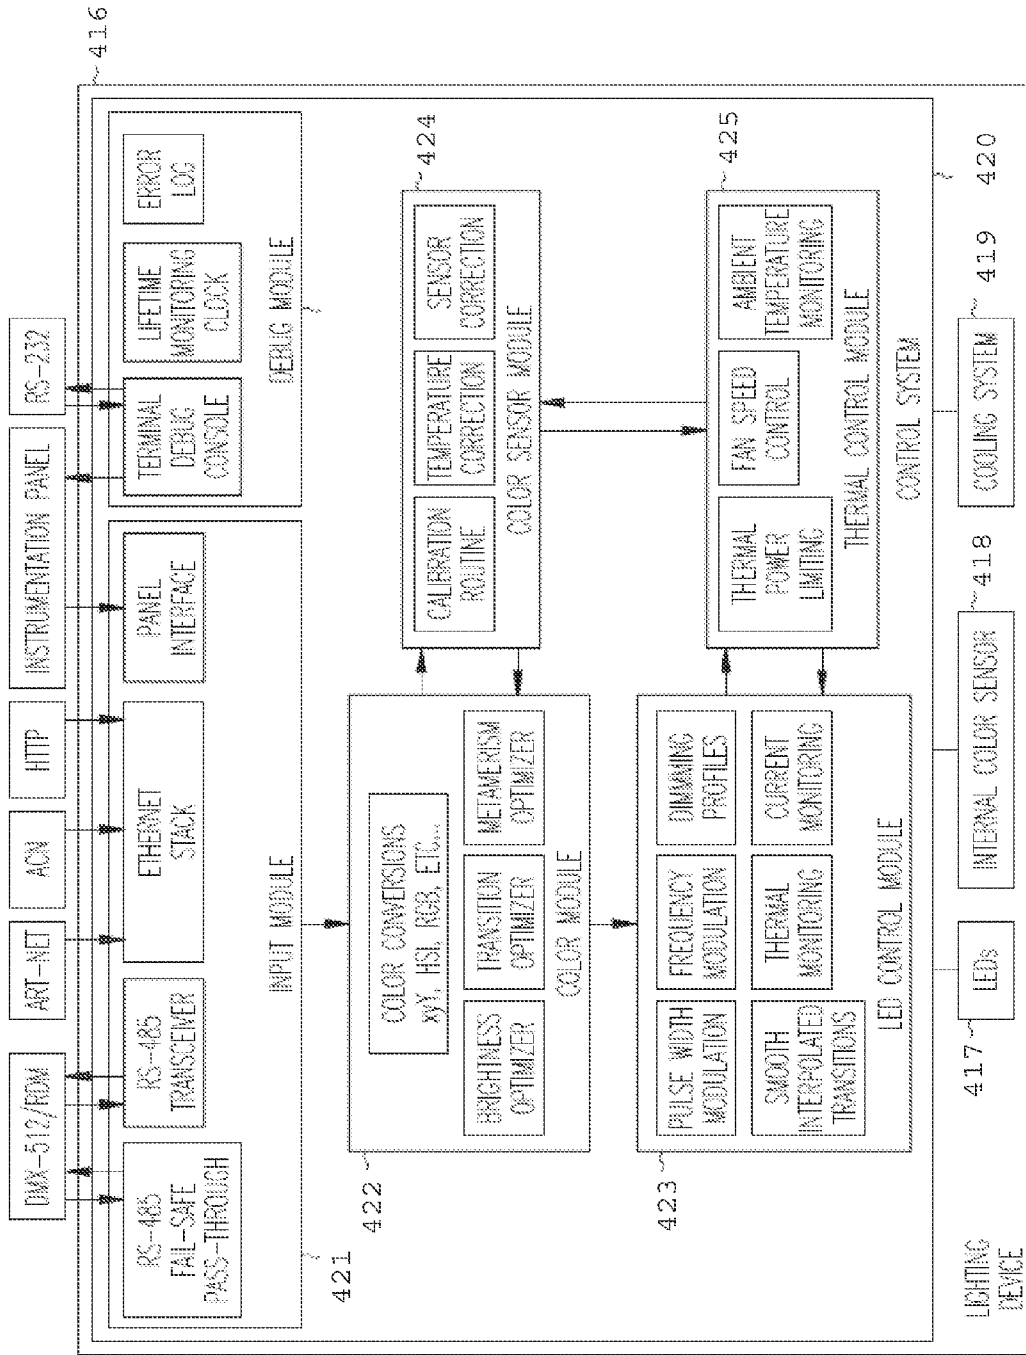 416
DMX-512/RDM
ART-NET
ACN
HTTP
INSTRUMENTATION PANEL
RS-232
RS-485
FAIL-SAFE
PASS-THROUGH
RS-485
TRANSCEIVER
ETHERNET
STACK
PANEL
INTERFACE
TERMINAL
DEBUG
CONSOLE
LIFETIME
MONITORING
CLOCK
ERROR
LOG
INPUT MODULE
DEBUG MODULE
421
COLOR CONVERSIONS
xyY, HSI, RGB, ETC...
BRIGHTNESS
OPTIMIZER
TRANSITION
OPTIMIZER
METAMERISM
OPTIMIZER
COLOR MODULE
422
CALIBRATION
ROUTINE
TEMPERATURE
CORRECTION
SENSOR
CORRECTION
COLOR SENSOR MODULE
424
PULSE WIDTH
MODULATION
FREQUENCY
MODULATION
DIMMING
PROFILES
SMOOTH
INTERPOLATED
TRANSITIONS
THERMAL
MONITORING
CURRENT
MONITORING
LED CONTROL MODULE
423
THERMAL
POWER
LIMITING
FAN SPEED
CONTROL
AMBIENT
TEMPERATURE
MONITORING
THERMAL CONTROL MODULE
425
CONTROL SYSTEM
420
LIGHTING
DEVICE
LEDs
417
INTERNAL COLOR SENSOR
418
COOLING SYSTEM
419